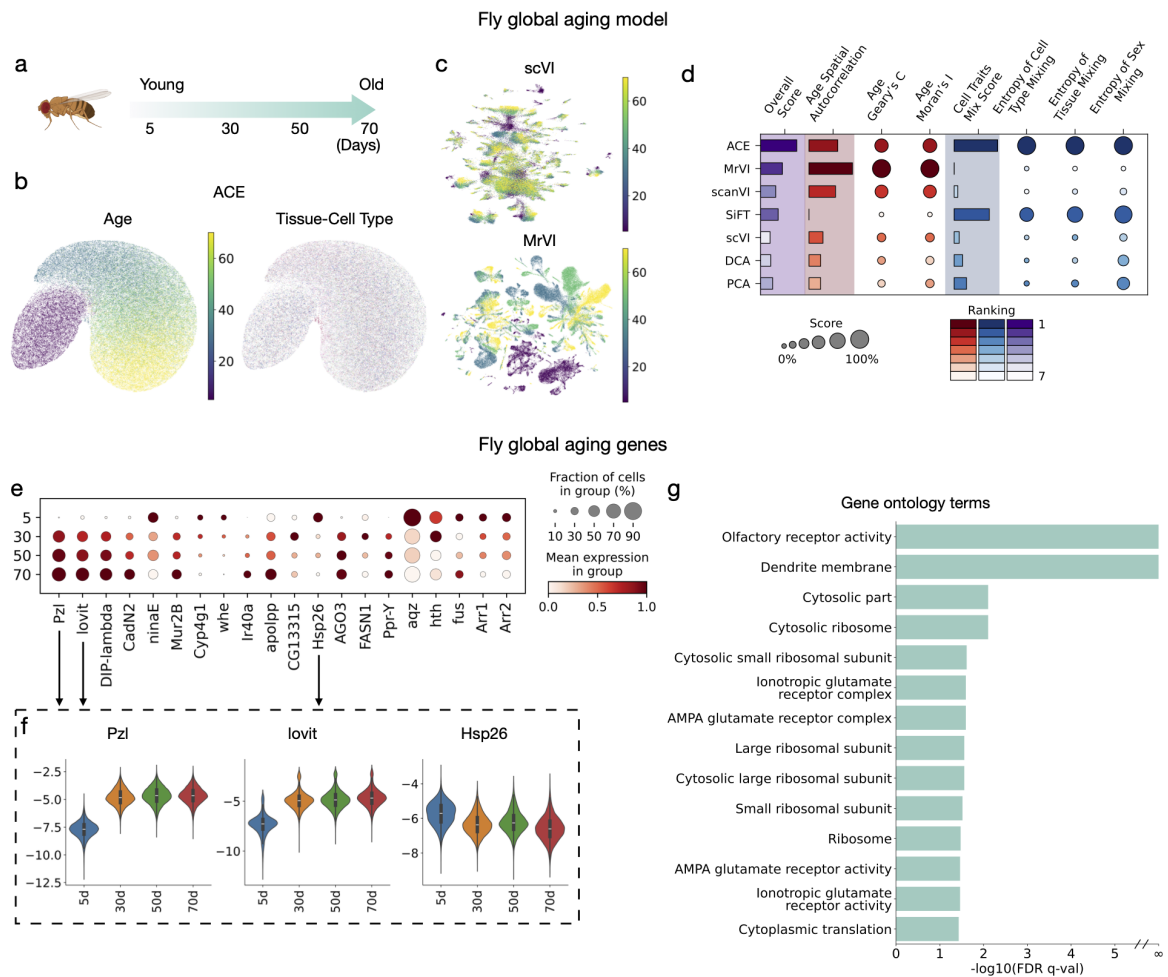 Fly global aging model
a
Young
Old
5
30
50
70
(Days)
b
ACE
Age
Tissue-Cell Type
60
40
20
c
scVI
60
40
20
MrVI
60
40
20
d
Overall
Score
Age Spatial
Autocorrelation
Age
Geary's C
Age
Moran's I
Cell Traits
Mix Score
Entropy of Cell
Type Mixing
Entropy of
Tissue Mixing
Entropy of Sex
Mixing
ACE
MrVI
scanVI
SiFT
scVI
DCA
PCA
Score
0%
100%
Ranking
1
7
Fly global aging genes
e
5
30
50
70
Pzl
lovit
DIP-lambda
CadN2
ninaE
Mur2B
Cyp4g1
whe
Ir40a
apolpp
CG13315
Hsp26
AGO3
FASN1
Ppr-Y
aqz
hth
fus
Arr1
Arr2
Fraction of cells
in group (%)
10 30 50 70 90
Mean expression
in group
0.0 0.5 1.0
f
Pzl
−2.5
−5.0
−7.5
−10.0
−12.5
5d
30d
50d
70d
lovit
−5
−10
5d
30d
50d
70d
Hsp26
−4
−6
−8
5d
30d
50d
70d
g
Gene ontology terms
Olfactory receptor activity
Dendrite membrane
Cytosolic part
Cytosolic ribosome
Cytosolic small ribosomal subunit
Ionotropic glutamate
receptor complex
AMPA glutamate receptor complex
Large ribosomal subunit
Cytosolic large ribosomal subunit
Small ribosomal subunit
Ribosome
AMPA glutamate receptor activity
Ionotropic glutamate
receptor activity
Cytoplasmic translation
0 1 2 3 4 5 // ∞
-log10(FDR q-val)